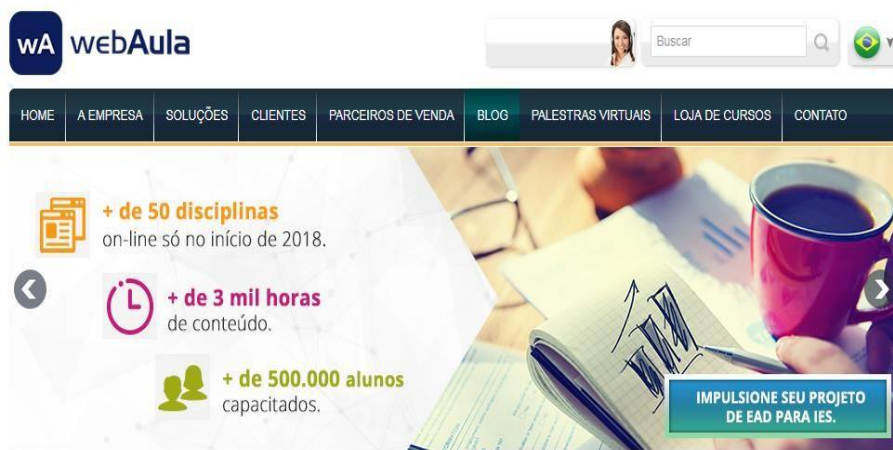 wA webAula
Buscar
HOME A EMPRESA SOLUÇÕES CLIENTES PARCEIROS DE VENDA BLOG PALESTRAS VIRTUAIS LOJA DE CURSOS CONTATO
+ de 50 disciplinas
on-line só no início de 2018.
+ de 3 mil horas
de conteúdo.
+ de 500.000 alunos
capacitados.
IMPULSIONE SEU PROJETO
DE EAD PARA IES.